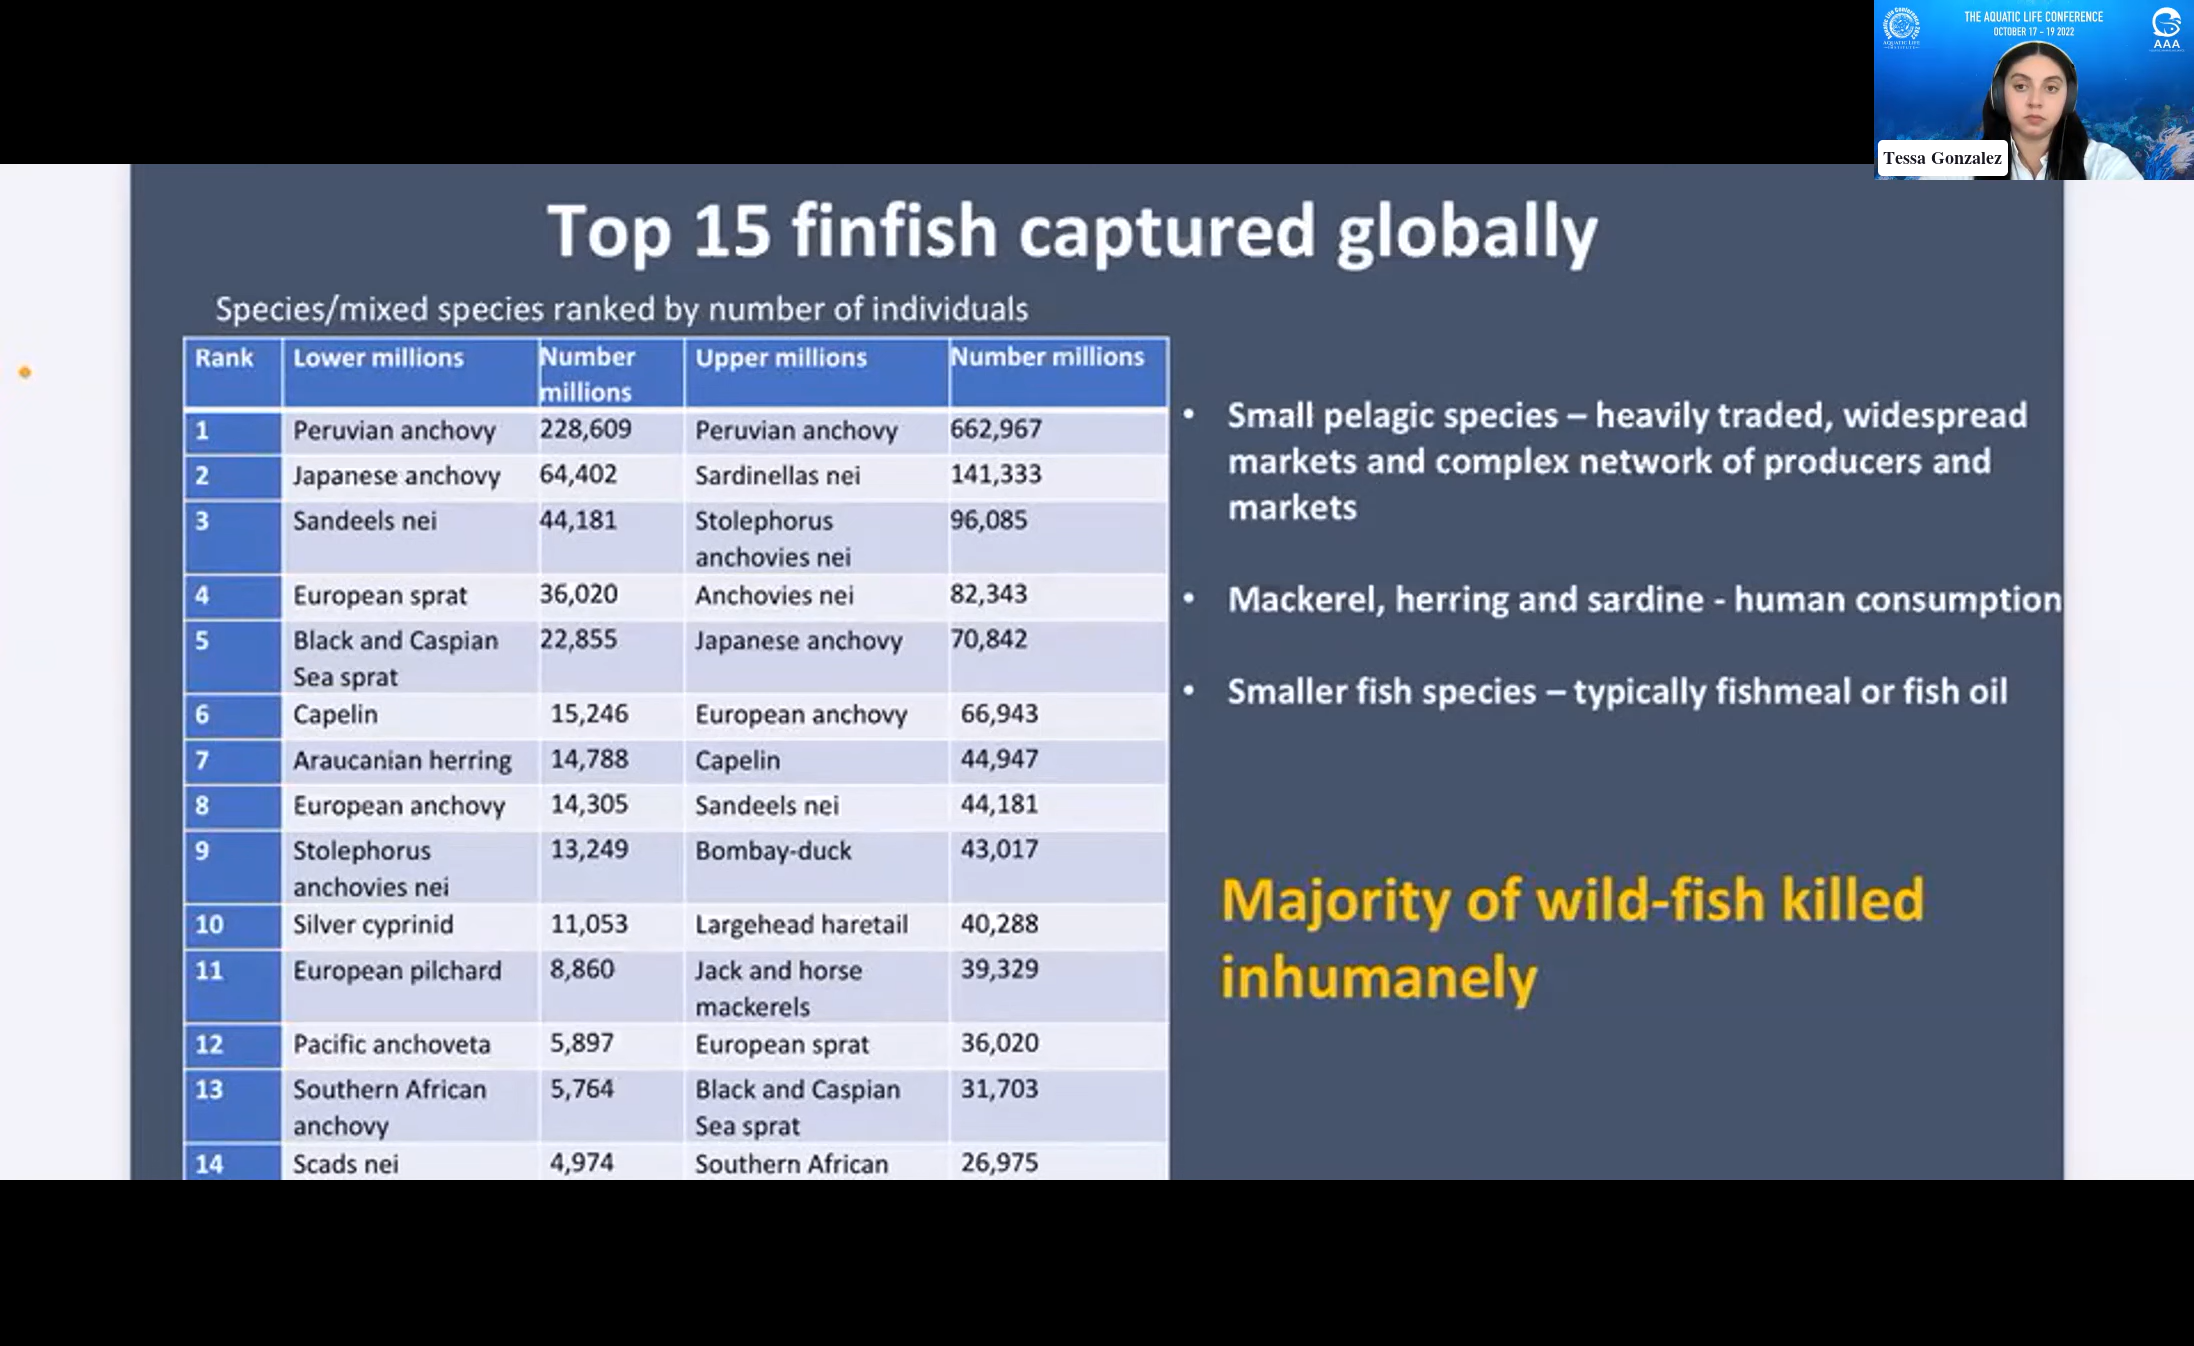 THE AQUATIC LIFE CONFERENCE
OCTOBER 17 - 19 2022
AQUATIC LIFE
INSTITUTE
AAA
Tessa Gonzalez
Top 15 finfish captured globally
Species/mixed species ranked by number of individuals
Rank Lower millions Number millions Upper millions Number millions
1 Peruvian anchovy 228,609 Peruvian anchovy 662,967
2 Japanese anchovy 64,402 Sardinellas nei 141,333
3 Sandeels nei 44,181 Stolephorus anchovies nei 96,085
4 European sprat 36,020 Anchovies nei 82,343
5 Black and Caspian Sea sprat 22,855 Japanese anchovy 70,842
6 Capelin 15,246 European anchovy 66,943
7 Araucanian herring 14,788 Capelin 44,947
8 European anchovy 14,305 Sandeels nei 44,181
9 Stolephorus anchovies nei 13,249 Bombay-duck 43,017
10 Silver cyprinid 11,053 Largehead haretail 40,288
11 European pilchard 8,860 Jack and horse mackerels 39,329
12 Pacific anchoveta 5,897 European sprat 36,020
13 Southern African anchovy 5,764 Black and Caspian Sea sprat 31,703
14 Scads nei 4,974 Southern African 26,975
• Small pelagic species – heavily traded, widespread
markets and complex network of producers and
markets
• Mackerel, herring and sardine - human consumption
• Smaller fish species – typically fishmeal or fish oil
Majority of wild-fish killed
inhumanely